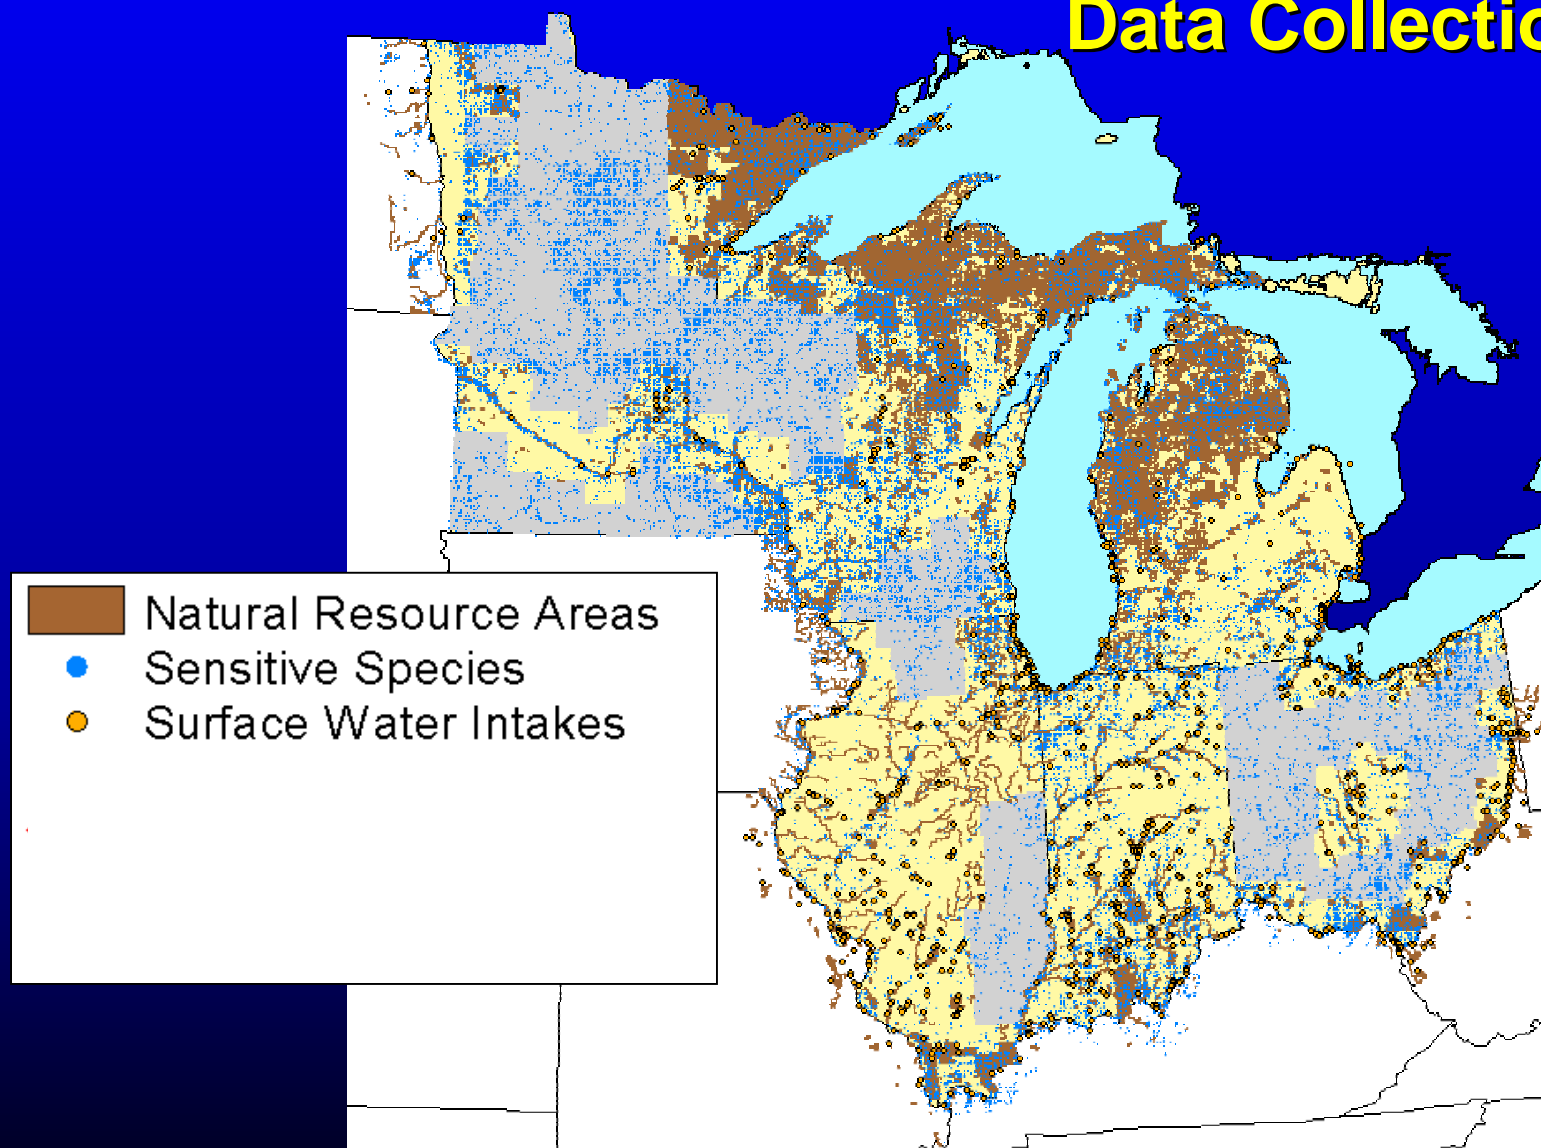 Data Collectio
Natural Resource Areas
Sensitive Species
Surface Water Intakes